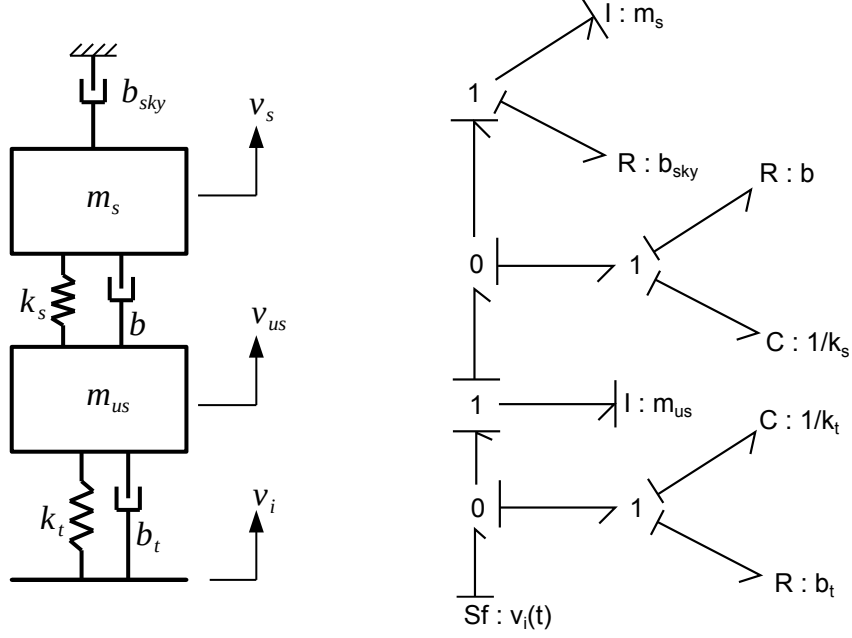 b_sky
v_s
m_s
k_s
b
v_us
m_us
k_t
b_t
v_i
I : m_s
1
R : b_sky
R : b
0
1
C : 1/k_s
1
I : m_us
C : 1/k_t
0
1
R : b_t
Sf : v_i(t)